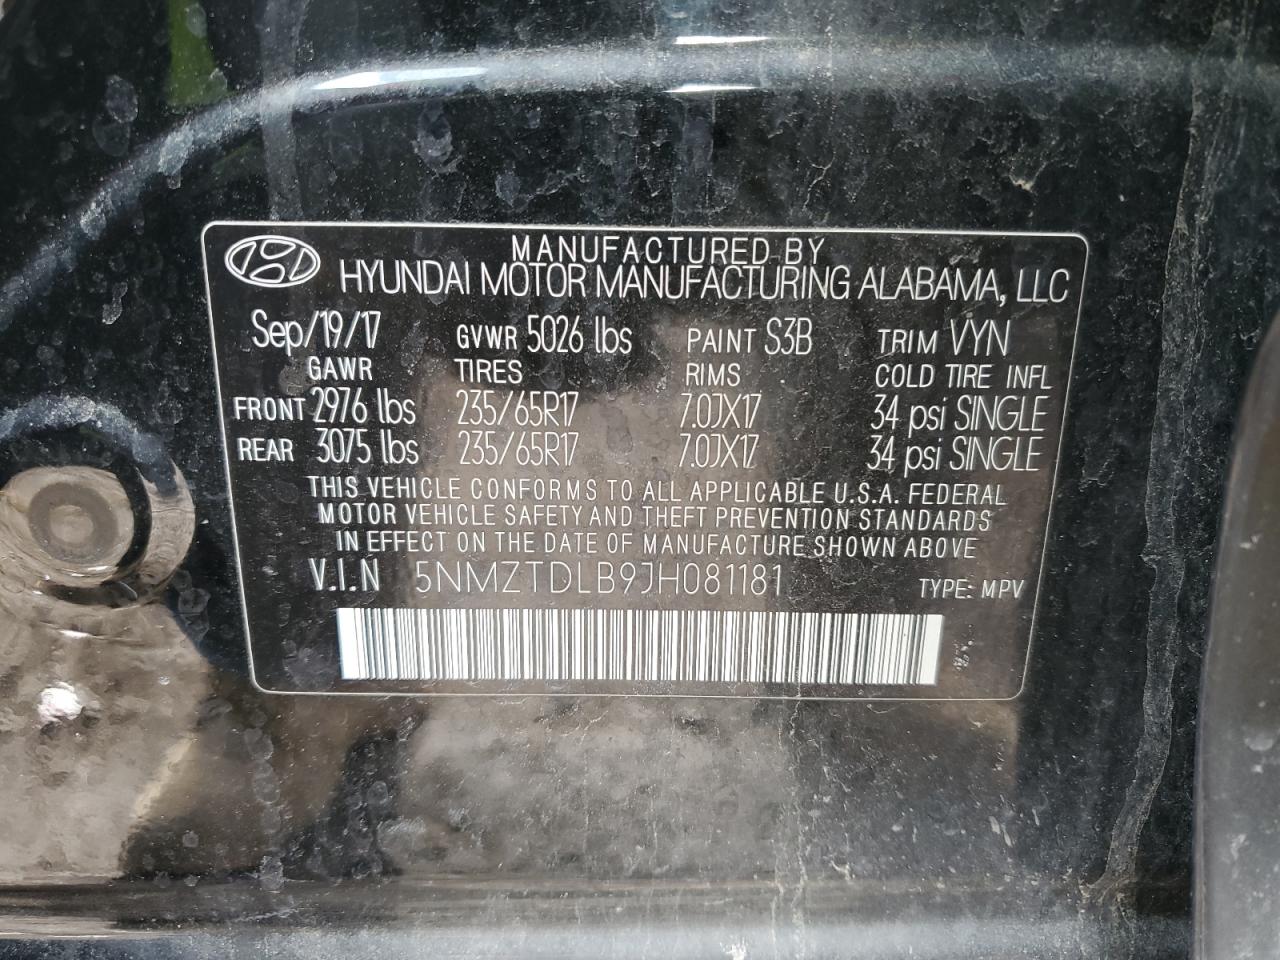 MANUFACTURED BY
HYUNDAI MOTOR MANUFACTURING ALABAMA, LLC
Sep/19/17 GVWR 5026 lbs PAINT S3B TRIM VYN
GAWR TIRES RIMS COLD TIRE INFL
FRONT 2976 lbs 235/65R17 7.0JX17 34 psi SINGLE
REAR 3075 lbs 235/65R17 7.0JX17 34 psi SINGLE
THIS VEHICLE CONFORMS TO ALL APPLICABLE U.S.A. FEDERAL
MOTOR VEHICLE SAFETY AND THEFT PREVENTION STANDARDS
IN EFFECT ON THE DATE OF MANUFACTURE SHOWN ABOVE
V.I.N 5NMZTDLB9JH081181 TYPE: MPV